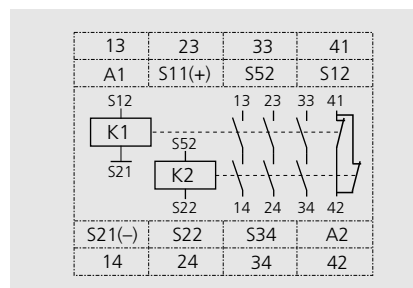 13 23 33 41
A1 S11(+) S52 S12
S12 13 23 33 41
K1
S52
S21
K2
S22 14 24 34 42
S21(–) S22 S34 A2
14 24 34 42